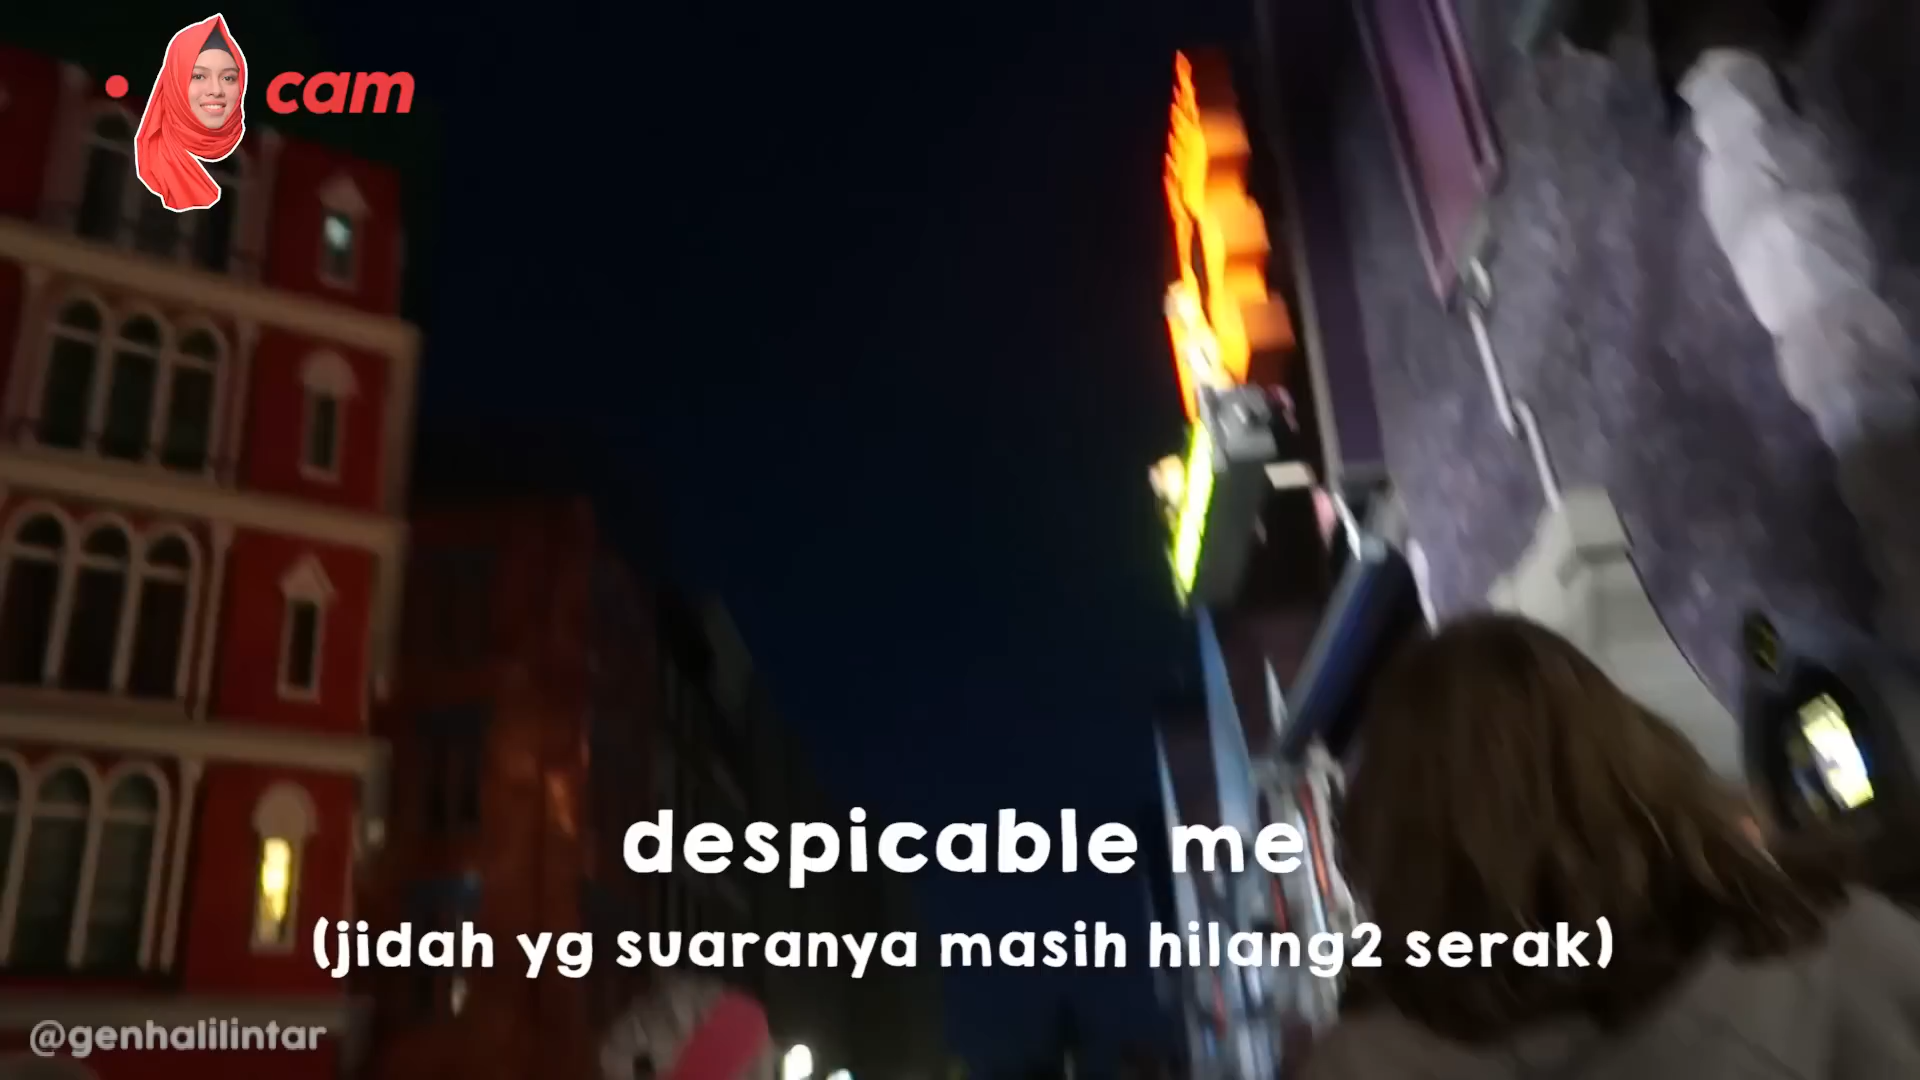 cam
despicable me
(jidah yg suaranya masih hilang2 serak)
@genhalilintar